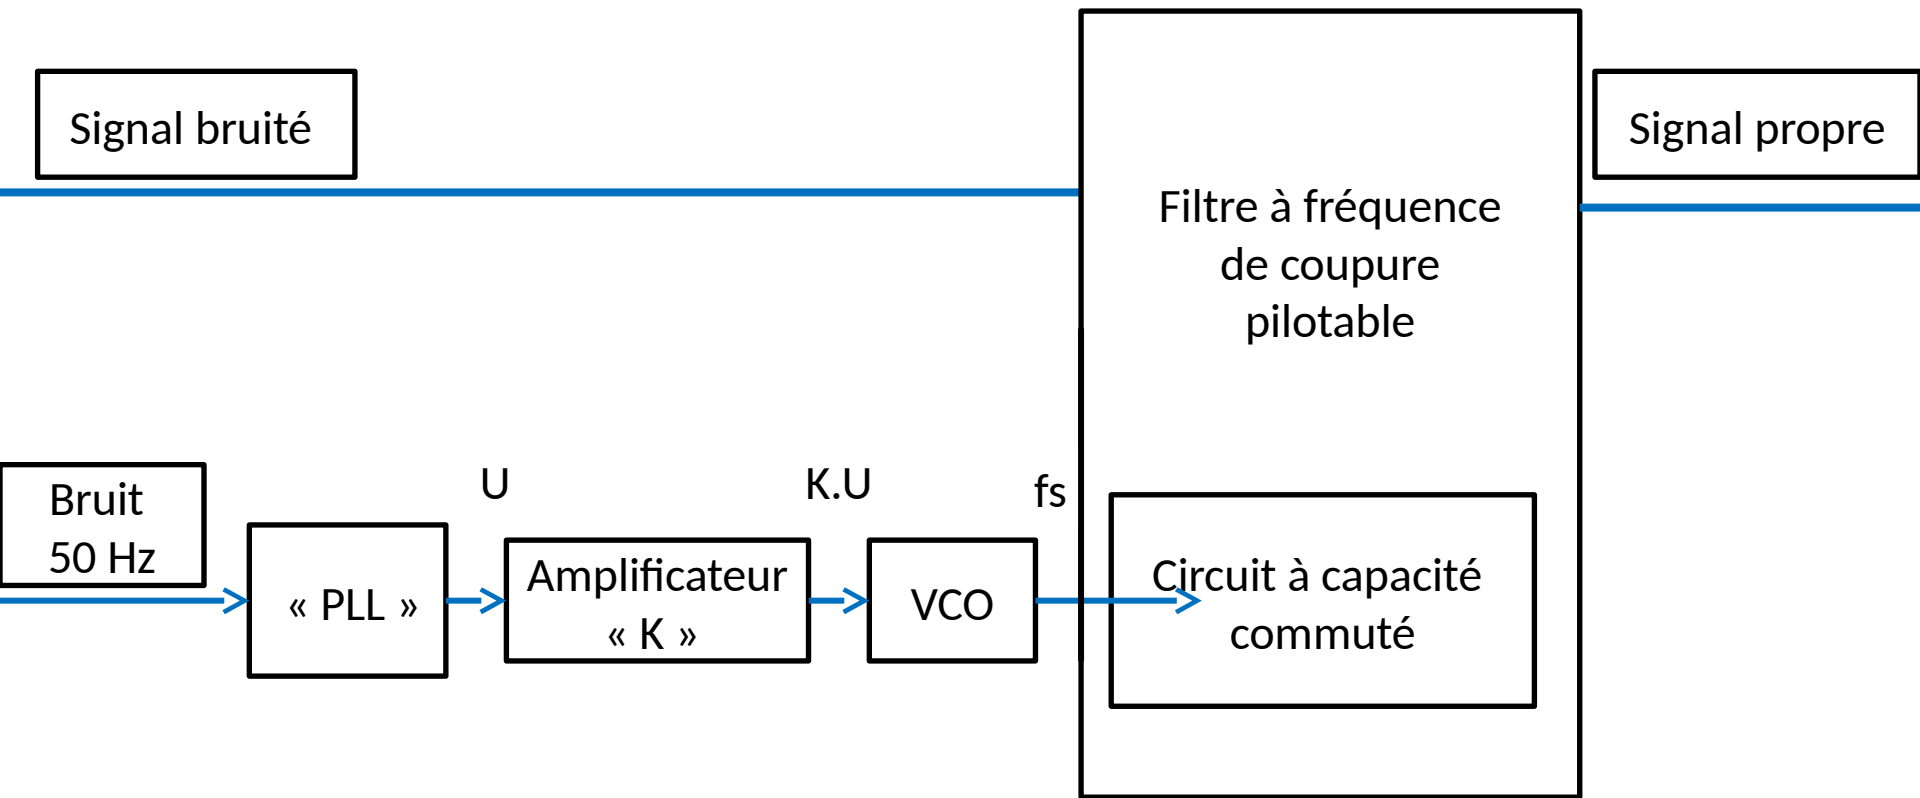 Signal bruité
Signal propre
Filtre à fréquence
de coupure
pilotable
Bruit
50 Hz
U
K.U
fs
« PLL »
Amplificateur
« K »
VCO
Circuit à capacité
commuté